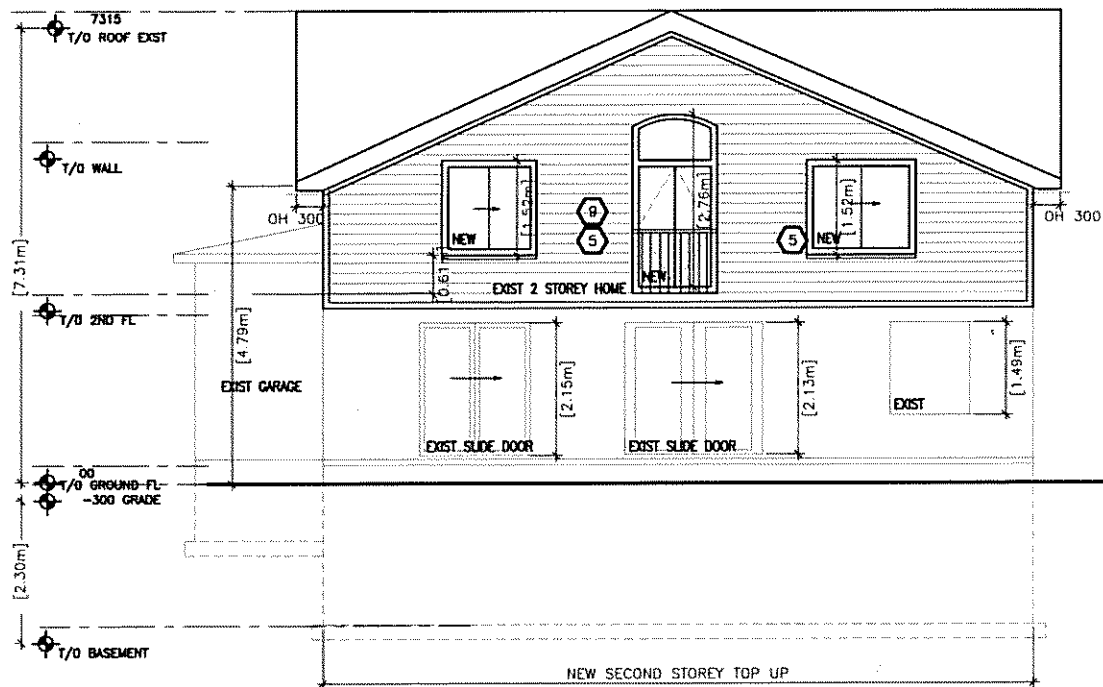 7315
T/O ROOF EXST
T/O WALL
OH 300
OH 300
[7.31m]
[1.52m]
[2.76m]
[1.52m]
9
5
5
NEW
NEW
NEW
[0.61
EXIST 2 STOREY HOME
T/O 2ND FL
[4.79m]
EXIST GARAGE
[2.15m]
[2.13m]
[1.49m]
EXIST
EXIST SLIDE DOOR
EXIST SLIDE DOOR
00
T/O GROUND FL
-300 GRADE
[2.30m]
T/O BASEMENT
NEW SECOND STOREY TOP UP